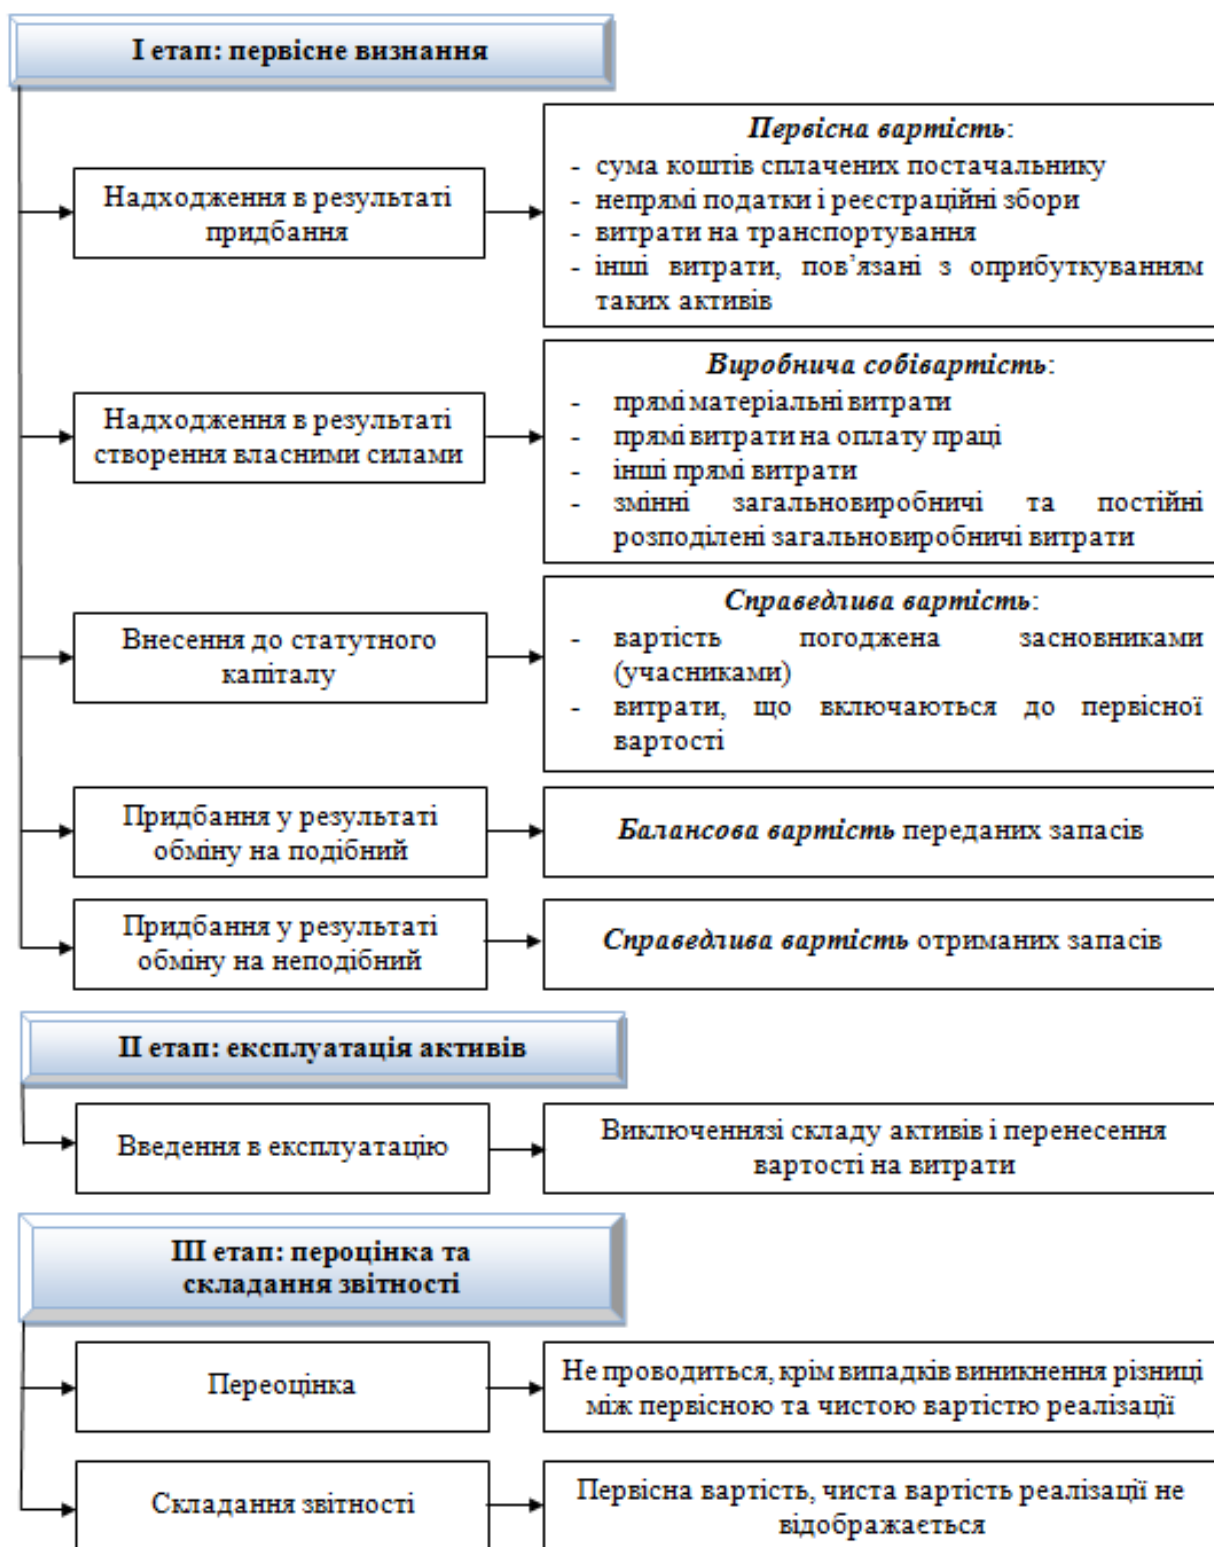 І етап: первісне визнання
Надходження в результаті
придбання
Первісна вартість:
- сума коштів сплачених постачальнику
- непрямі податки і реєстраційні збори
- витрати на транспортування
- інші витрати, пов’язані з оприбуткуванням
таких активів
Надходження в результаті
створення власними силами
Виробнича собівартість:
- прямі матеріальні витрати
- прямі витрати на оплату праці
- інші прямі витрати
- змінні загальновиробничі та постійні
розподілені загальновиробничі витрати
Внесення до статутного
капіталу
Справедлива вартість:
- вартість погоджена засновниками
(учасниками)
- витрати, що включаються до первісної
вартості
Придбання у результаті
обміну на подібний
Балансова вартість переданих запасів
Придбання у результаті
обміну на неподібний
Справедлива вартість отриманих запасів
ІІ етап: експлуатація активів
Введення в експлуатацію
Виключеннязі складу активів і перенесення
вартості на витрати
ІІІ етап: пероцінка та
складання звітності
Переоцінка
Не проводиться, крім випадків виникнення різниці
між первісною та чистою вартістю реалізації
Складання звітності
Первісна вартість, чиста вартість реалізації не
відображається